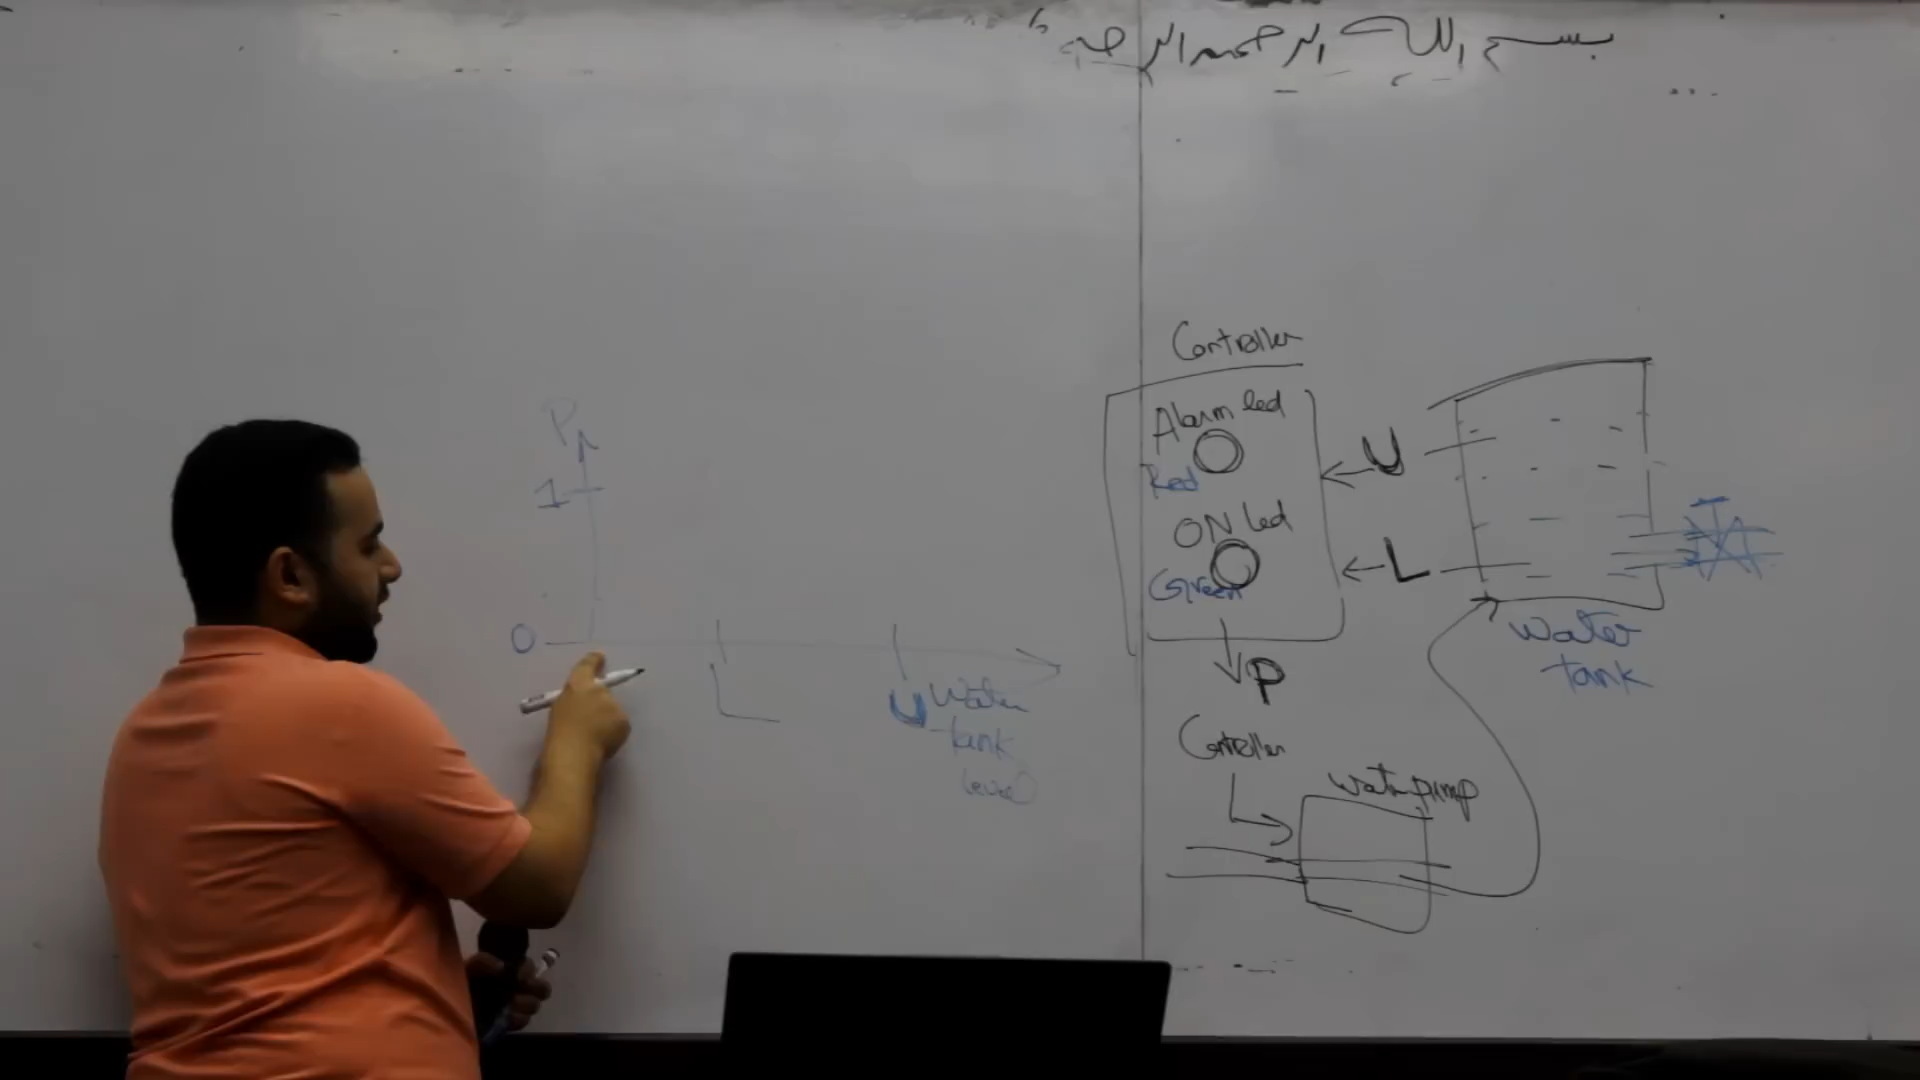 بسم الله الرحمن الرحيم
Controller
Alarm led
Red
ON led
Green
U
L
P
Water
tank
Controller
Water pump
P
1
0
L
U
Water
tank
level